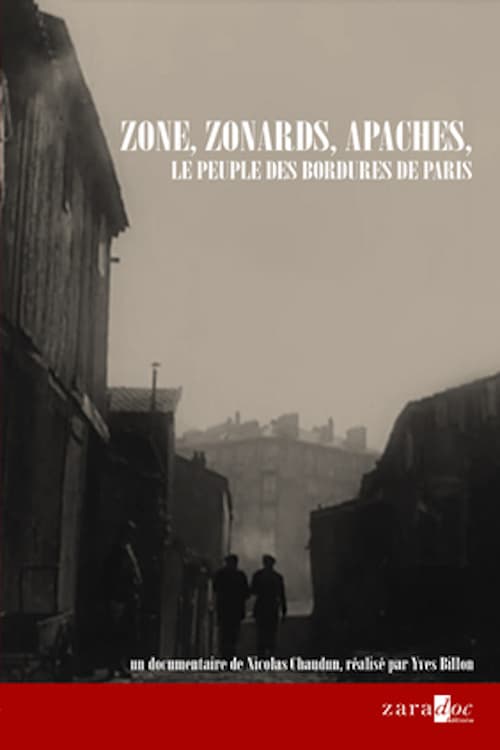 ZONE, ZONARDS, APACHES,
LE PEUPLE DES BORDURES DE PARIS
un documentaire de Nicolas Chaudun, réalisé par Yves Billon
zaradoc
éditions